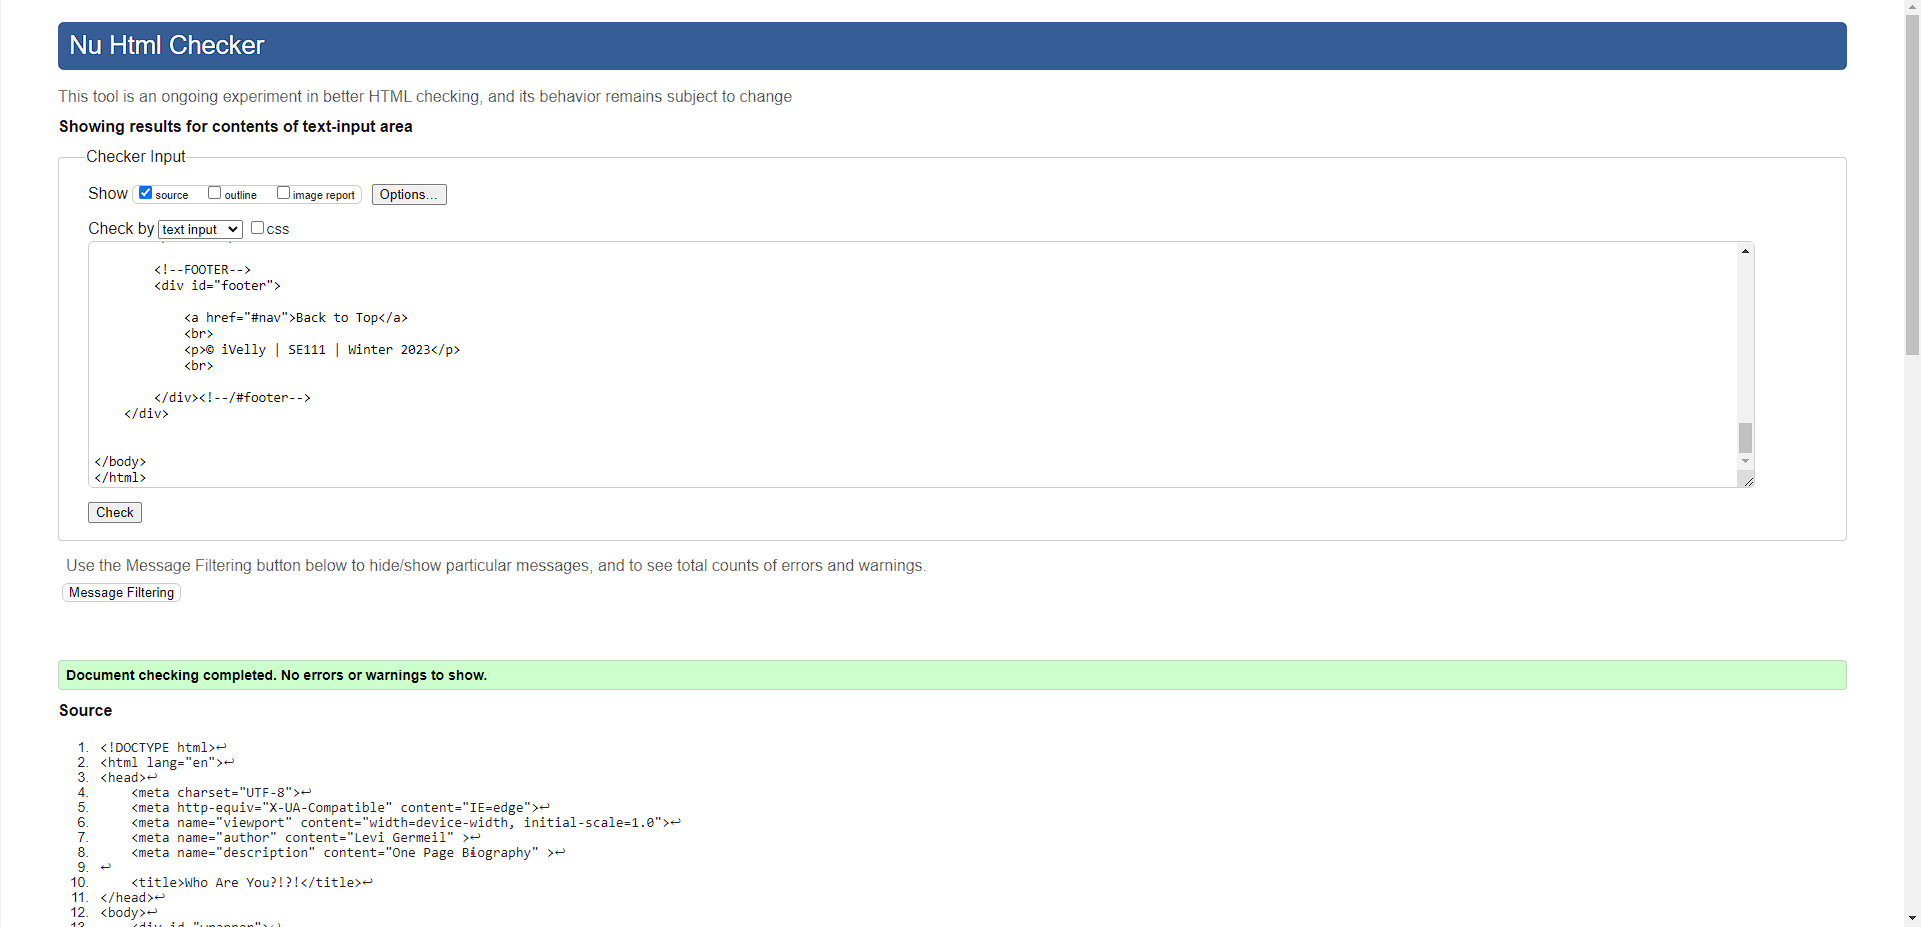 Nu Html Checker
This tool is an ongoing experiment in better HTML checking, and its behavior remains subject to change
Showing results for contents of text-input area
Checker Input
Show source outline image report Options...
Check by text input css
<!--FOOTER-->
<div id="footer">
<a href="#nav">Back to Top</a>
<br>
<p>© iVelly | SE111 | Winter 2023</p>
<br>
</div><!--/#footer-->
</div>
</body>
</html>
Check
Use the Message Filtering button below to hide/show particular messages, and to see total counts of errors and warnings.
Message Filtering
Document checking completed. No errors or warnings to show.
Source
1. <!DOCTYPE html>↩
2. <html lang="en">↩
3. <head>↩
4. <meta charset="UTF-8">↩
5. <meta http-equiv="X-UA-Compatible" content="IE=edge">↩
6. <meta name="viewport" content="width=device-width, initial-scale=1.0">↩
7. <meta name="author" content="Levi Germeil" >↩
8. <meta name="description" content="One Page Biography" >↩
9. ↩
10. <title>Who Are You?!?!</title>↩
11. </head>↩
12. <body>↩
13. <div id="wrapper">↩